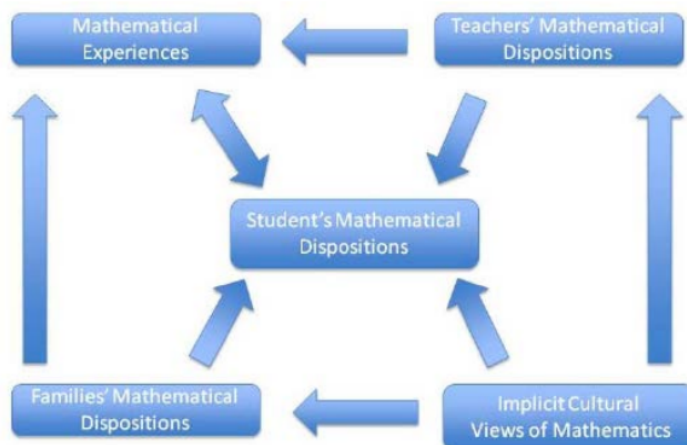 Mathematical
Experiences
Teachers' Mathematical
Dispositions
Student's Mathematical
Dispositions
Families' Mathematical
Dispositions
Implicit Cultural
Views of Mathematics